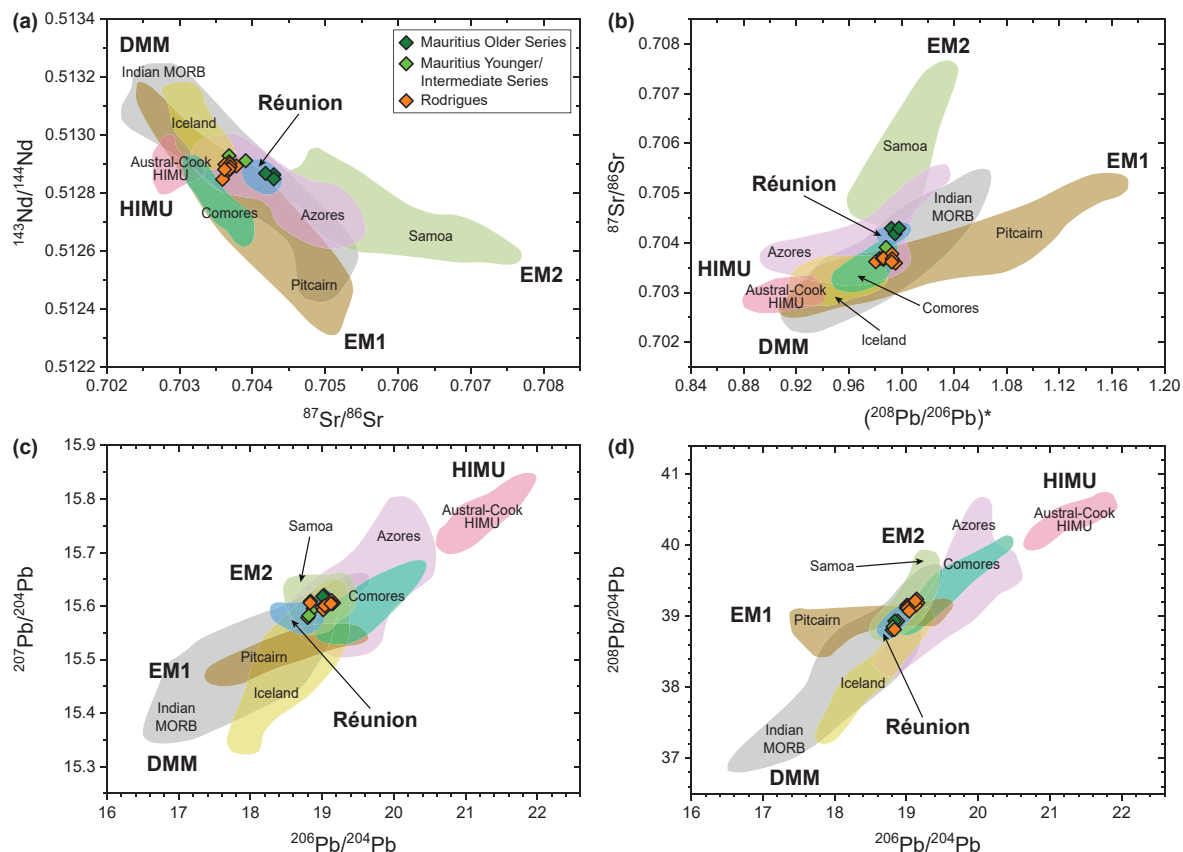 (a)
0.5134
0.5132
0.5130
0.5128
0.5126
0.5124
0.5122
143Nd/144Nd
DMM
Indian MORB
Iceland
Réunion
Austral-Cook
HIMU
HIMU
Comores
Azores
Samoa
EM2
Pitcairn
EM1
Mauritius Older Series
Mauritius Younger/
Intermediate Series
Rodrigues
0.702 0.703 0.704 0.705 0.706 0.707 0.708
87Sr/86Sr
(b)
0.708
0.707
0.706
0.705
0.704
0.703
0.702
87Sr/86Sr
EM2
Samoa
EM1
Réunion
Indian
MORB
Pitcairn
Azores
HIMU
Austral-Cook
HIMU
Comores
Iceland
DMM
0.84 0.88 0.92 0.96 1.00 1.04 1.08 1.12 1.16 1.20
(208Pb/206Pb)*
(c)
15.9
15.8
15.7
15.6
15.5
15.4
15.3
207Pb/204Pb
HIMU
Austral-Cook
HIMU
Samoa
Azores
EM2
Comores
EM1
Pitcairn
Iceland
Indian
MORB
Réunion
DMM
16 17 18 19 20 21 22
206Pb/204Pb
(d)
41
40
39
38
37
208Pb/204Pb
HIMU
Austral-Cook
HIMU
Azores
EM2
Samoa
Comores
EM1
Pitcairn
Iceland
Réunion
Indian
MORB
DMM
16 17 18 19 20 21 22
206Pb/204Pb